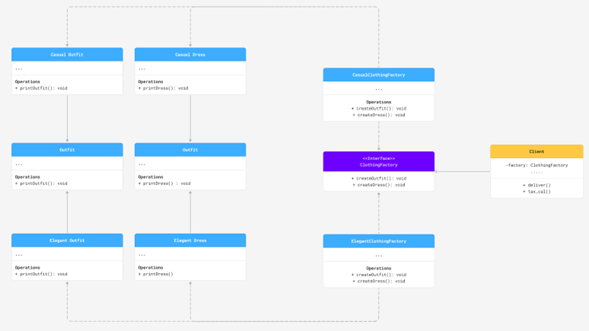 Casual Outfit
...
Operations
+ printOutfit(): void
Casual Dress
...
Operations
+ printDress(): void
CasualClothingFactory
...
Operations
+ createOutfit(): void
+ createDress(): void
Outfit
...
Operations
+ printOutfit(): void
Outfit
...
Operations
+ printDress() : void
<<Interface>>
ClothingFactory
+ createOutfit(): void
+ createDress(): void
Client
-factory: ClothingFactory
.....
+ deliver()
+ tax.cal()
Elegant Outfit
...
Operations
+ printOutfit(): void
Elegant Dress
...
Operations
+ printDress()
ElegantClothingFactory
...
Operations
+ createOutfit(): void
+ createDress(): void